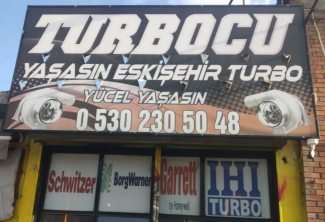 TURBOCU
YAŞASIN ESKİŞEHİR TURBO
YÜCEL YAŞASIN
0 530 230 50 48
Schwitzer
BorgWarner
Garrett
by Honeywell
IHI
TURBO